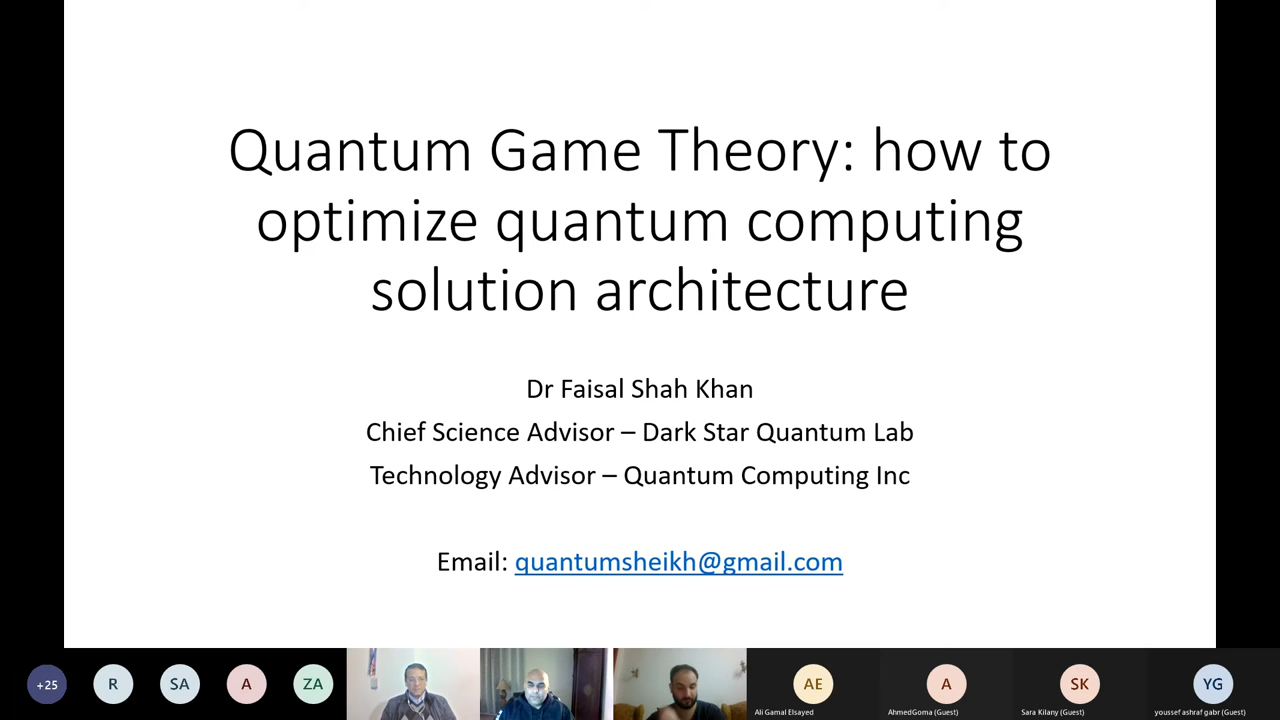 Quantum Game Theory: how to
optimize quantum computing
solution architecture
Dr Faisal Shah Khan
Chief Science Advisor – Dark Star Quantum Lab
Technology Advisor – Quantum Computing Inc
Email: quantumsheikh@gmail.com
+25
R
SA
A
ZA
AE
A
SK
YG
Ali Gamal Elsayed
AhmedGoma (Guest)
Sara Kilany (Guest)
youssef ashraf gabr (Guest)